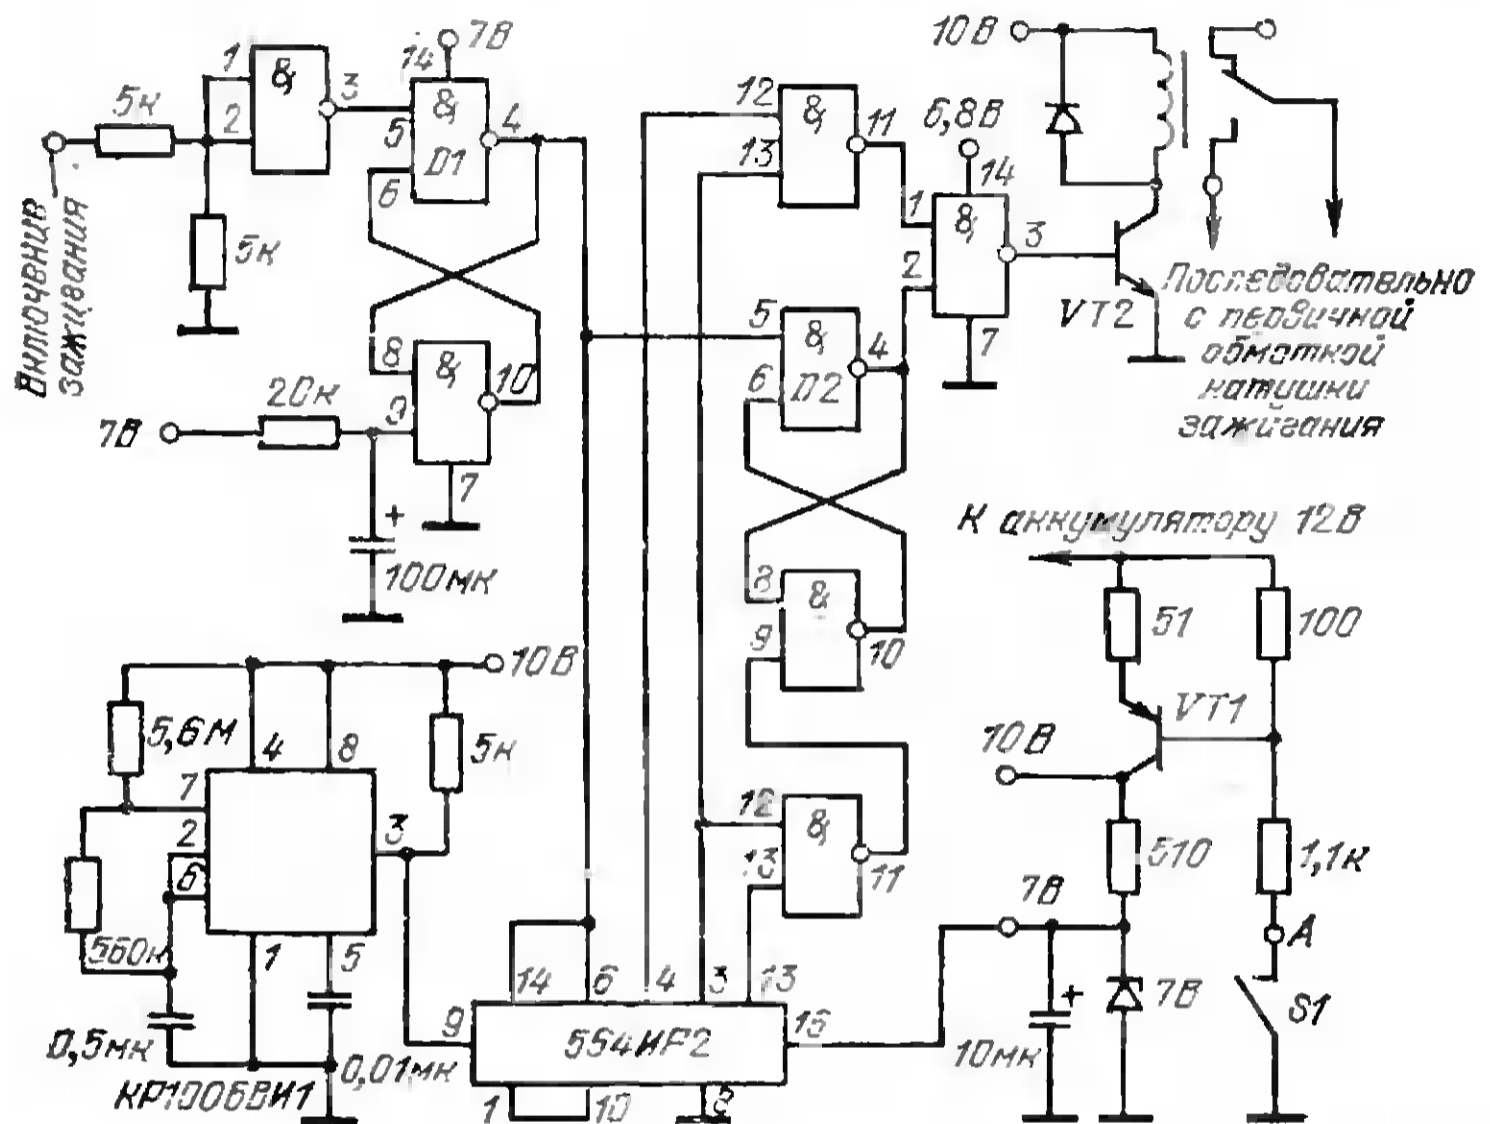 7В
14
1
&
3
5к
2
&
5
4
D1
6
5к
Включение
зажигания
8
&
10
20к
9
7В
7
+
100мк
12
&
11
13
6,8В
14
1
&
3
2
7
10В
VT2
Последовательно
с первичной
обмоткой
катушки
зажигания
5
&
4
6
D2
8
&
9
10
12
&
13
11
К аккумулятору 12В
51
100
VT1
10В
510
1,1к
7В
А
+
7В
10мк
S1
10В
5,6М
4
8
5к
7
2
6
3
560к
1
5
0,5мк
0,01мк
КР1006ВИ1
14
6
4
3
13
9
564ИР2
16
1
10
8